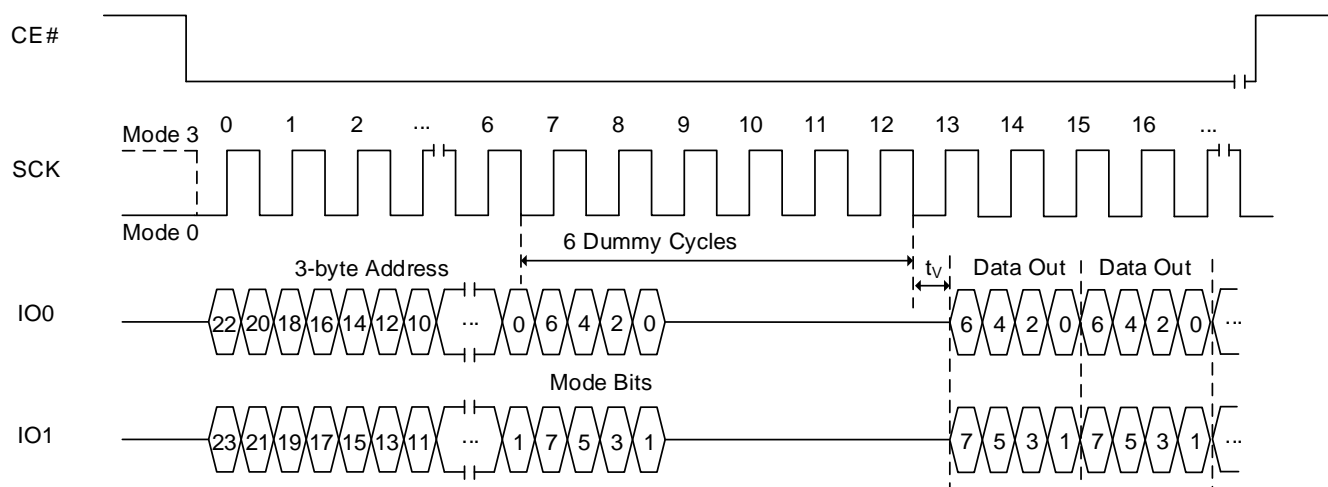 CE#
0 1 2 ... 6 7 8 9 10 11 12 13 14 15 16 ...
Mode 3
SCK
Mode 0
6 Dummy Cycles
3-byte Address
tV
Data Out Data Out
IO0
22 20 18 16 14 12 10 ... 0 6 4 2 0 6 4 2 0 6 4 2 0 ...
Mode Bits
IO1
23 21 19 17 15 13 11 ... 1 7 5 3 1 7 5 3 1 7 5 3 1 ...